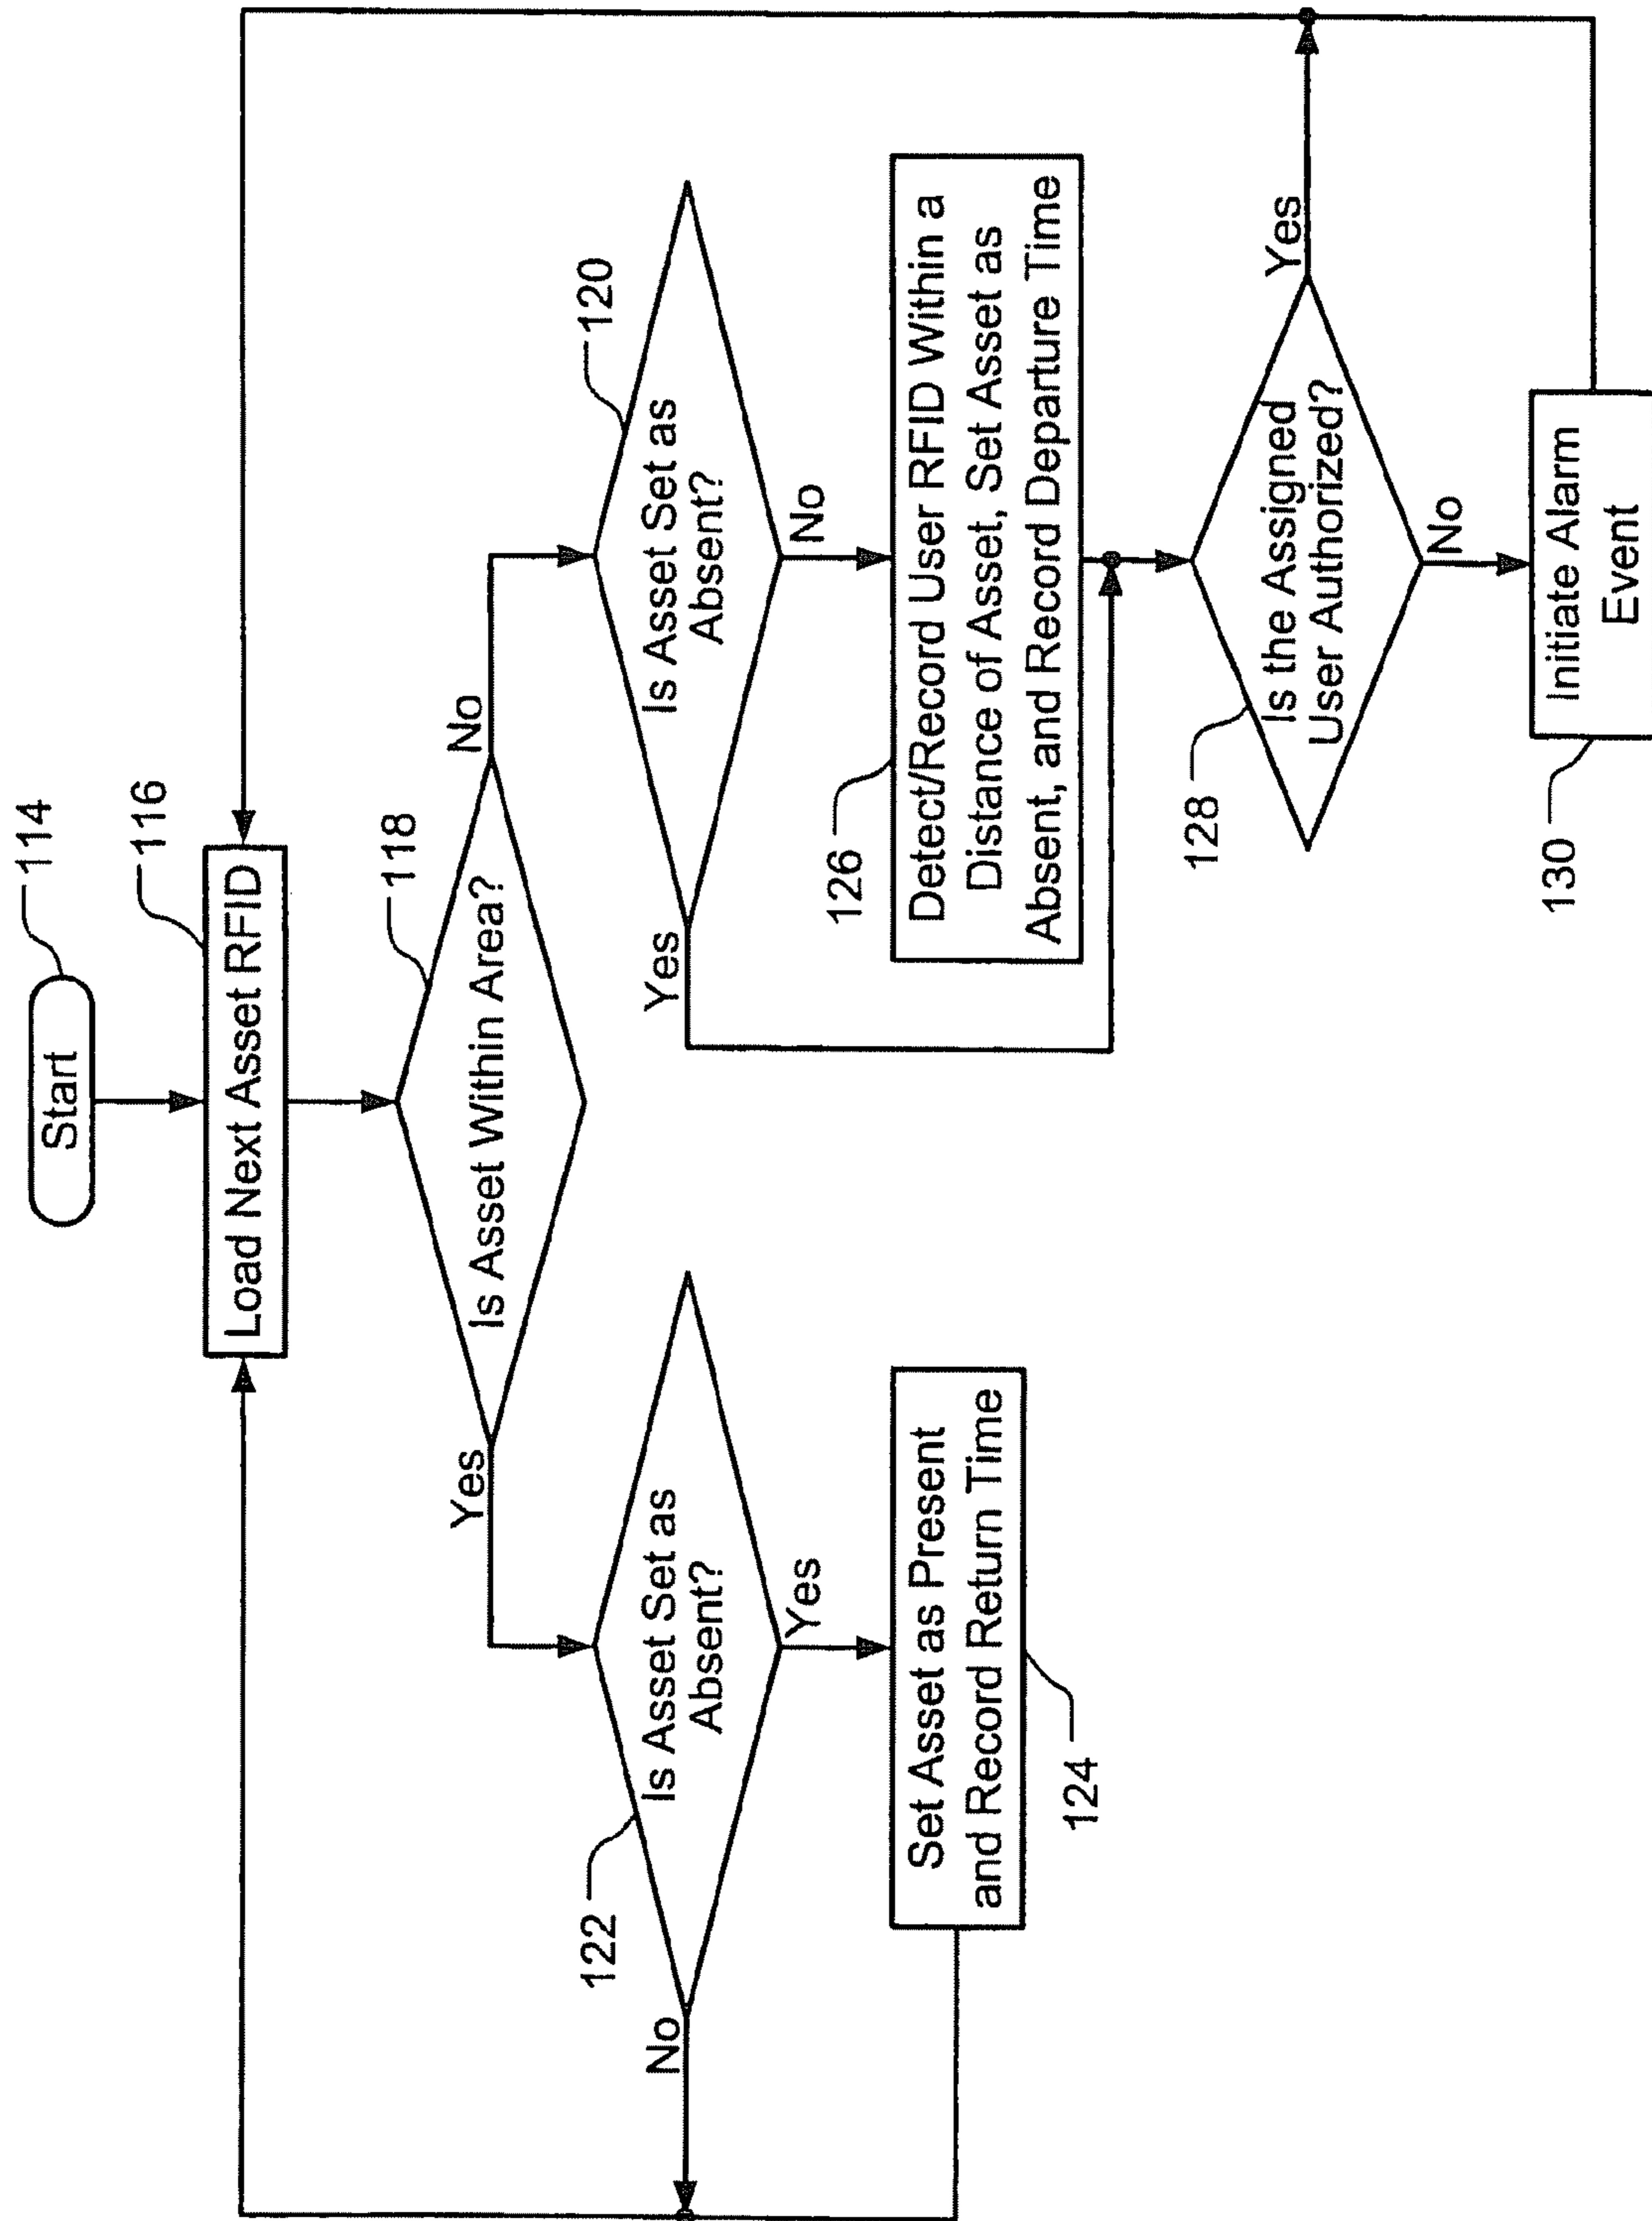 Start
114
Load Next Asset RFID
116
Is Asset Within Area?
118
Yes
No
Is Asset Set as
Absent?
122
No
Yes
Set Asset as Present
and Record Return Time
124
Is Asset Set as
Absent?
120
Yes
No
Detect/Record User RFID Within a
Distance of Asset, Set Asset as
Absent, and Record Departure Time
126
Is the Assigned
User Authorized?
128
Yes
No
Initiate Alarm
Event
130